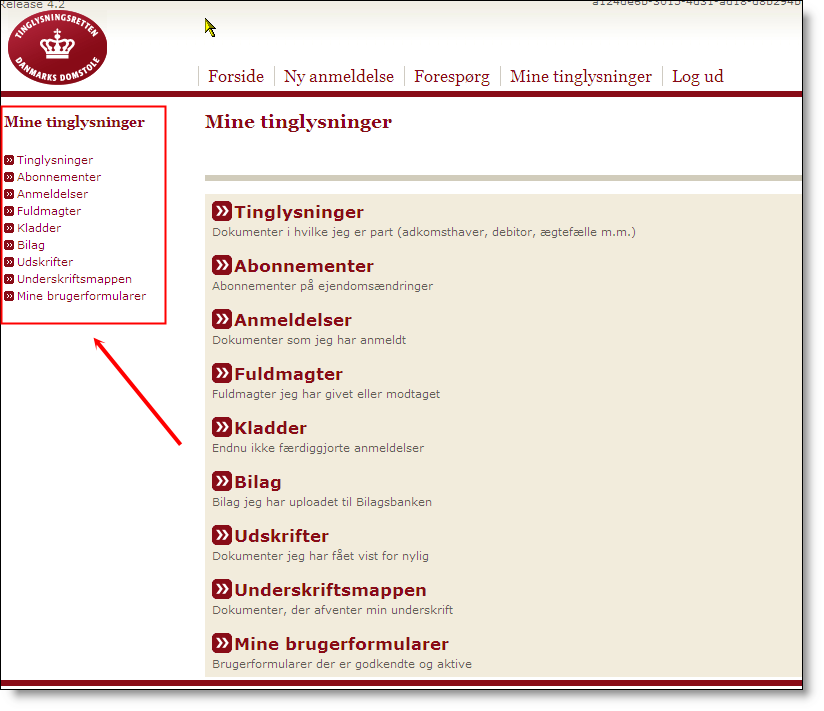 Release 4.2
TINGLYSNINGSRETTEN
DANMARKS DOMSTOLE
Forside
Ny anmeldelse
Forespørg
Mine tinglysninger
Log ud
Mine tinglysninger
Tinglysninger
Abonnementer
Anmeldelser
Fuldmagter
Kladder
Bilag
Udskrifter
Underskriftsmappen
Mine brugerformularer
Mine tinglysninger
Tinglysninger
Dokumenter i hvilke jeg er part (adkomsthaver, debitor, ægtefælle m.m.)
Abonnementer
Abonnementer på ejendomsændringer
Anmeldelser
Dokumenter som jeg har anmeldt
Fuldmagter
Fuldmagter jeg har givet eller modtaget
Kladder
Endnu ikke færdiggjorte anmeldelser
Bilag
Bilag jeg har uploadet til Bilagsbanken
Udskrifter
Dokumenter jeg har fået vist for nylig
Underskriftsmappen
Dokumenter, der afventer min underskrift
Mine brugerformularer
Brugerformularer der er godkendte og aktive